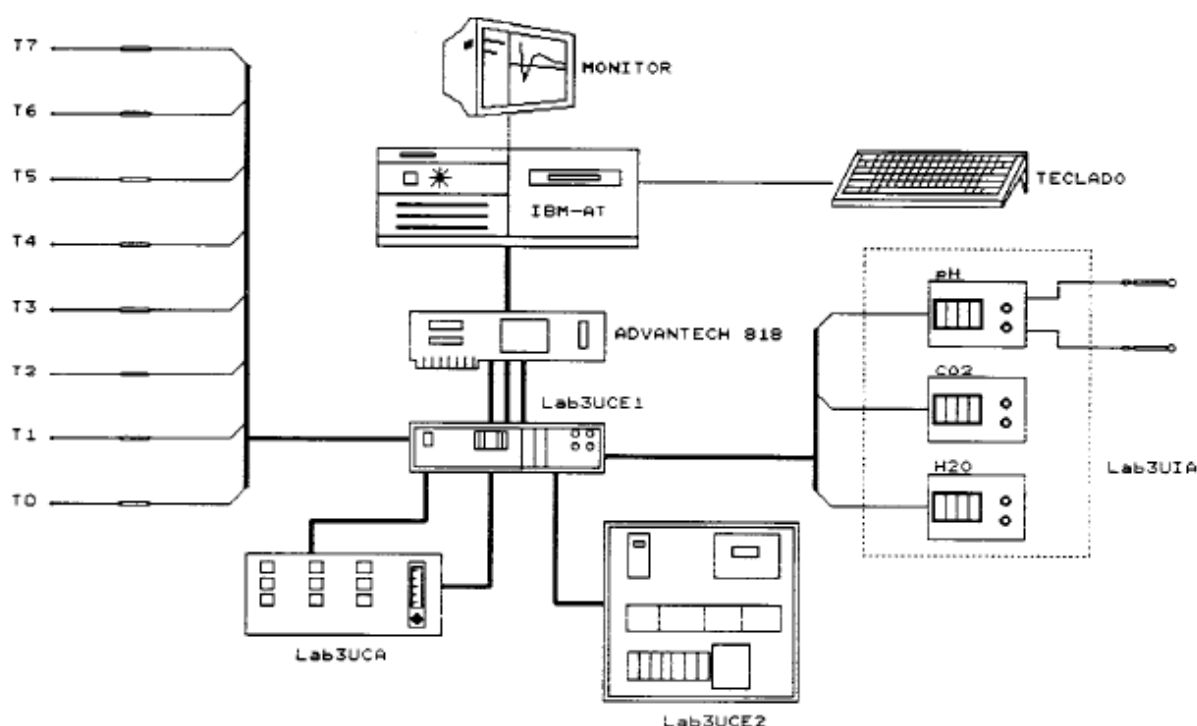 T7
MONITOR
T6
T5
TECLADO
IBM-AT
T4
pH
T3
ADVANTECH 818
T2
CO2
Lab3UCE1
T1
H2O
Lab3UIA
T0
Lab3UCA
Lab3UCE2